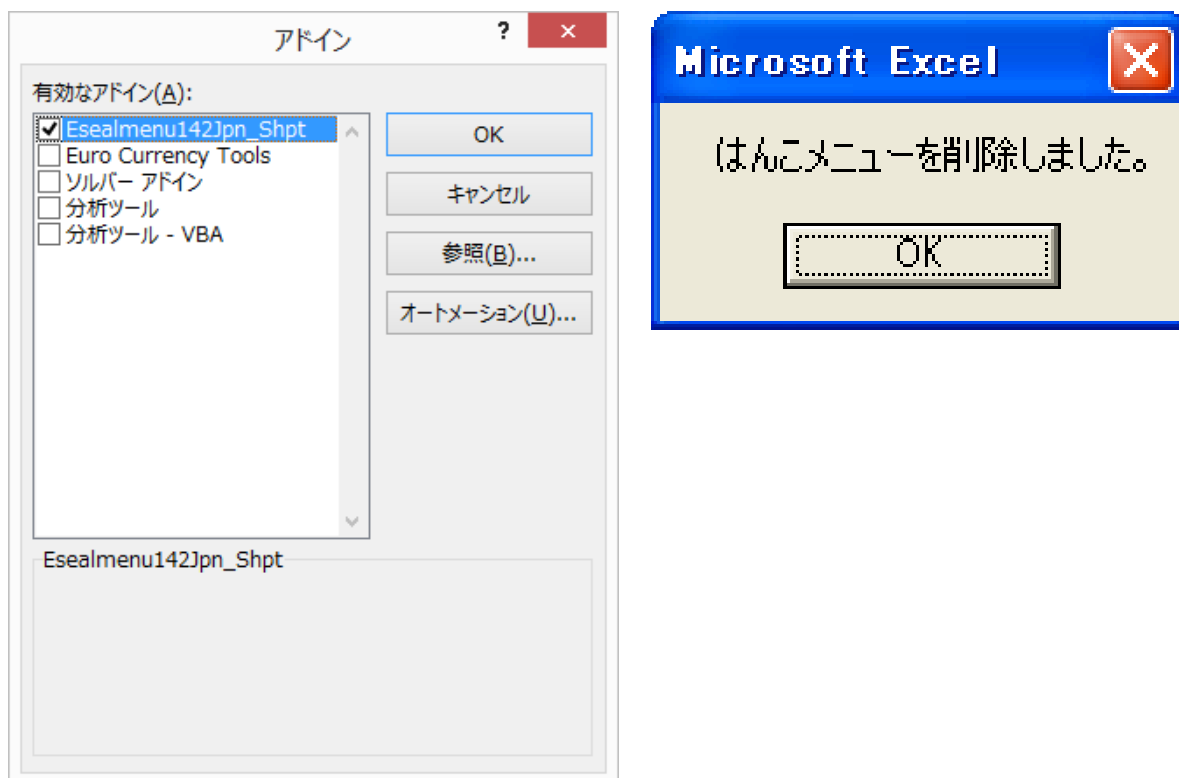 アドイン
?
有効なアドイン(A):
Esealmenu142Jpn_Shpt
Euro Currency Tools
ソルバー アドイン
分析ツール
分析ツール - VBA
OK
キャンセル
参照(B)...
オートメーション(U)...
Esealmenu142Jpn_Shpt
Microsoft Excel
はんこメニューを削除しました。
OK